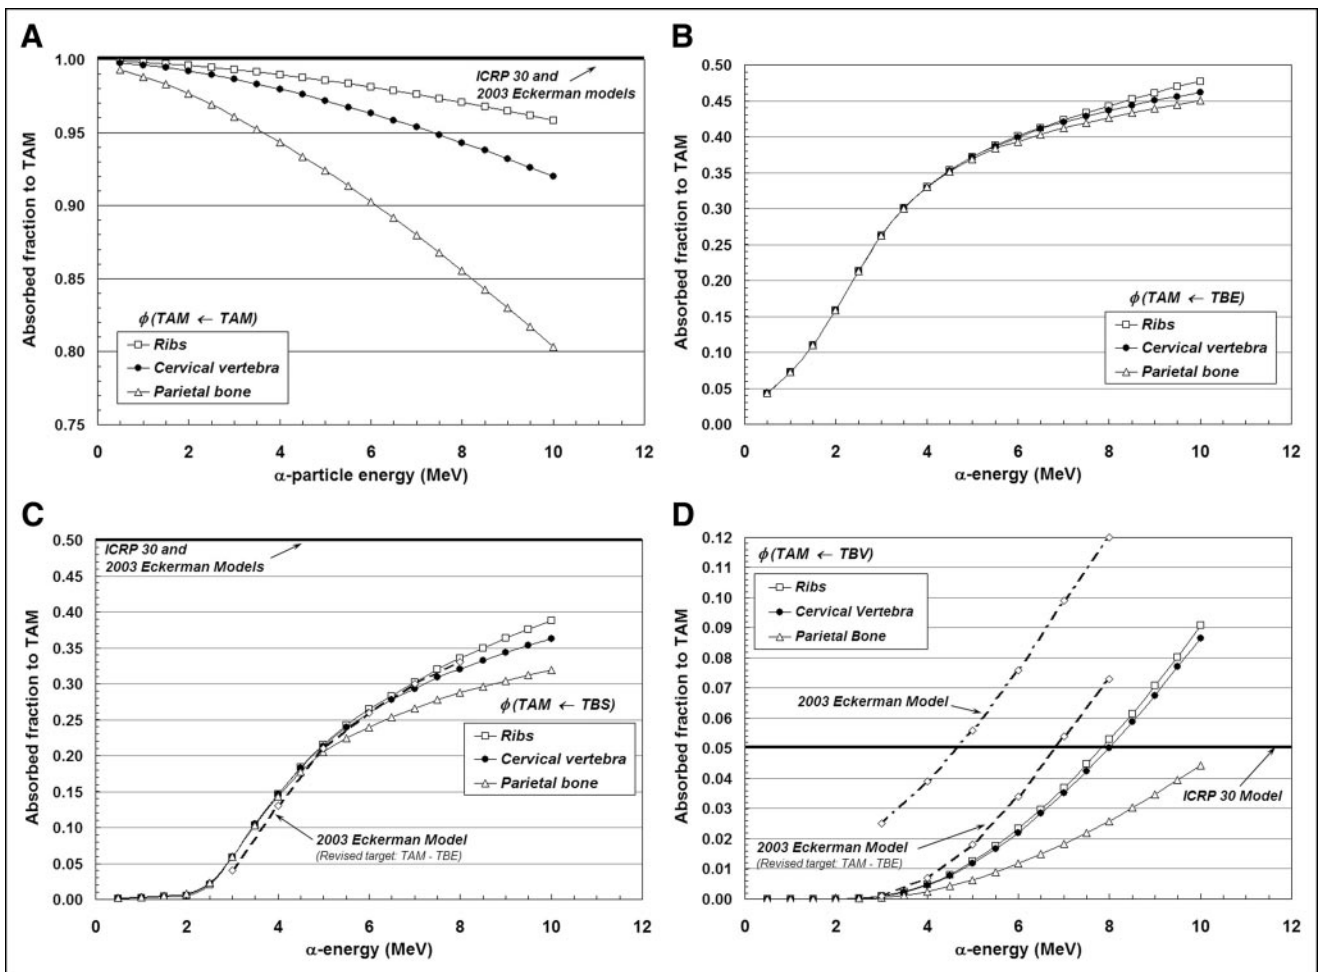 A
1.00
0.95
0.90
0.85
0.80
0.75
Absorbed fraction to TAM
ICRP 30 and
2003 Eckerman models
ϕ(TAM ← TAM)
Ribs
Cervical vertebra
Parietal bone
0 2 4 6 8 10 12
α-particle energy (MeV)
B
0.50
0.45
0.40
0.35
0.30
0.25
0.20
0.15
0.10
0.05
0.00
Absorbed fraction to TAM
ϕ(TAM ← TBE)
Ribs
Cervical vertebra
Parietal bone
0 2 4 6 8 10 12
α-energy (MeV)
C
0.50
0.45
0.40
0.35
0.30
0.25
0.20
0.15
0.10
0.05
0.00
Absorbed fraction to TAM
ICRP 30 and
2003 Eckerman Models
ϕ(TAM ← TBS)
Ribs
Cervical vertebra
Parietal bone
2003 Eckerman Model
(Revised target: TAM - TBE)
0 2 4 6 8 10 12
α-energy (MeV)
D
0.12
0.11
0.10
0.09
0.08
0.07
0.06
0.05
0.04
0.03
0.02
0.01
0.00
Absorbed fraction to TAM
ϕ(TAM ← TBV)
Ribs
Cervical Vertebra
Parietal Bone
2003 Eckerman Model
ICRP 30 Model
2003 Eckerman Model
(Revised target: TAM - TBE)
0 2 4 6 8 10 12
α-energy (MeV)